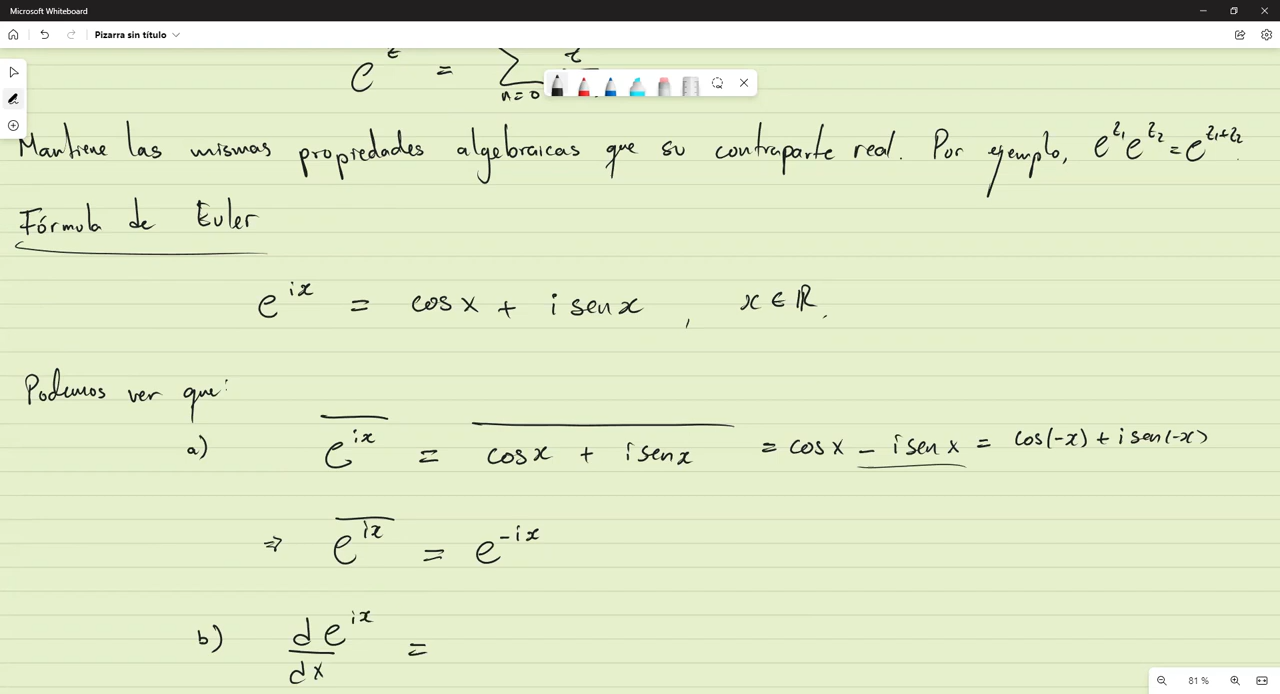 Microsoft Whiteboard
Pizarra sin título
e^z = Σ n=0 z
Mantiene las mismas propiedades algebraicas que su contraparte real. Por ejemplo, e^z₁ e^z₂ = e^z₁+z₂.
Fórmula de Euler
e^ix = cos x + i sen x , x ∈ ℝ.
Podemos ver que:
a) \overline{e^ix} = \overline{cos x + i sen x} = cos x − i sen x = cos(−x) + i sen(−x)
⇒ \overline{e^ix} = e^−ix
b) d e^ix / dx =
81 %